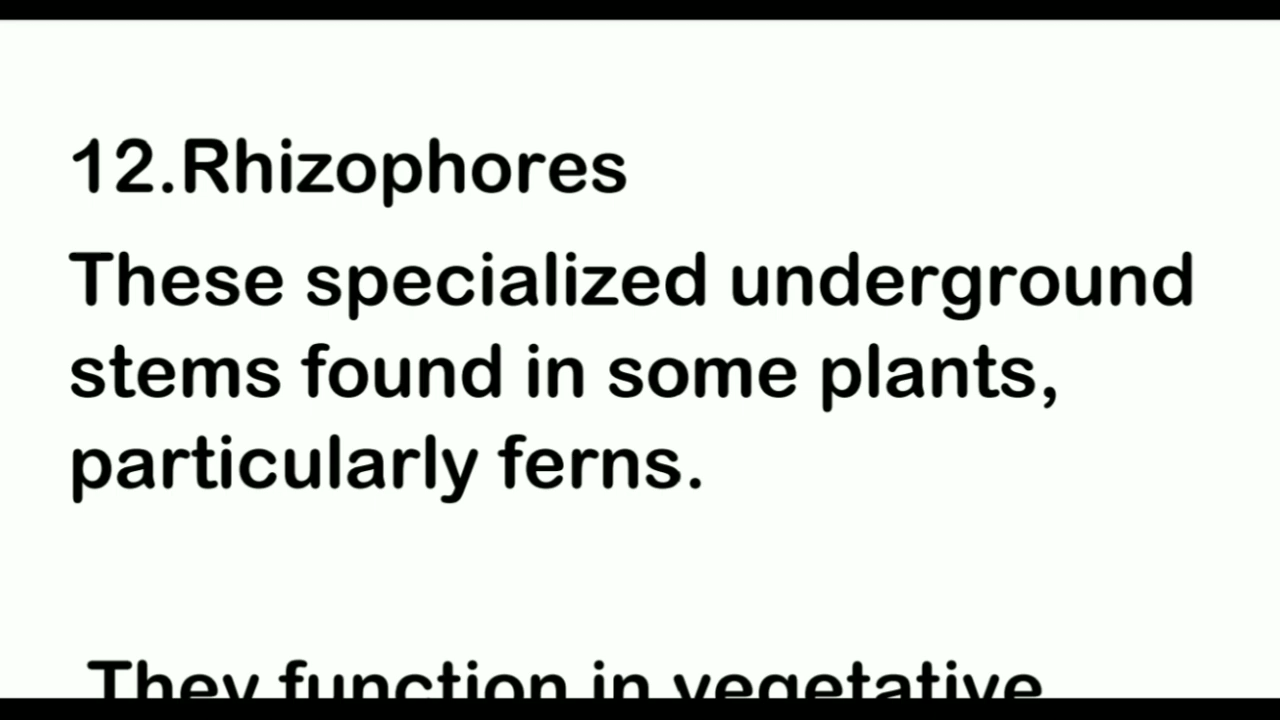 12.Rhizophores
These specialized underground
stems found in some plants,
particularly ferns.
They function in vegetative